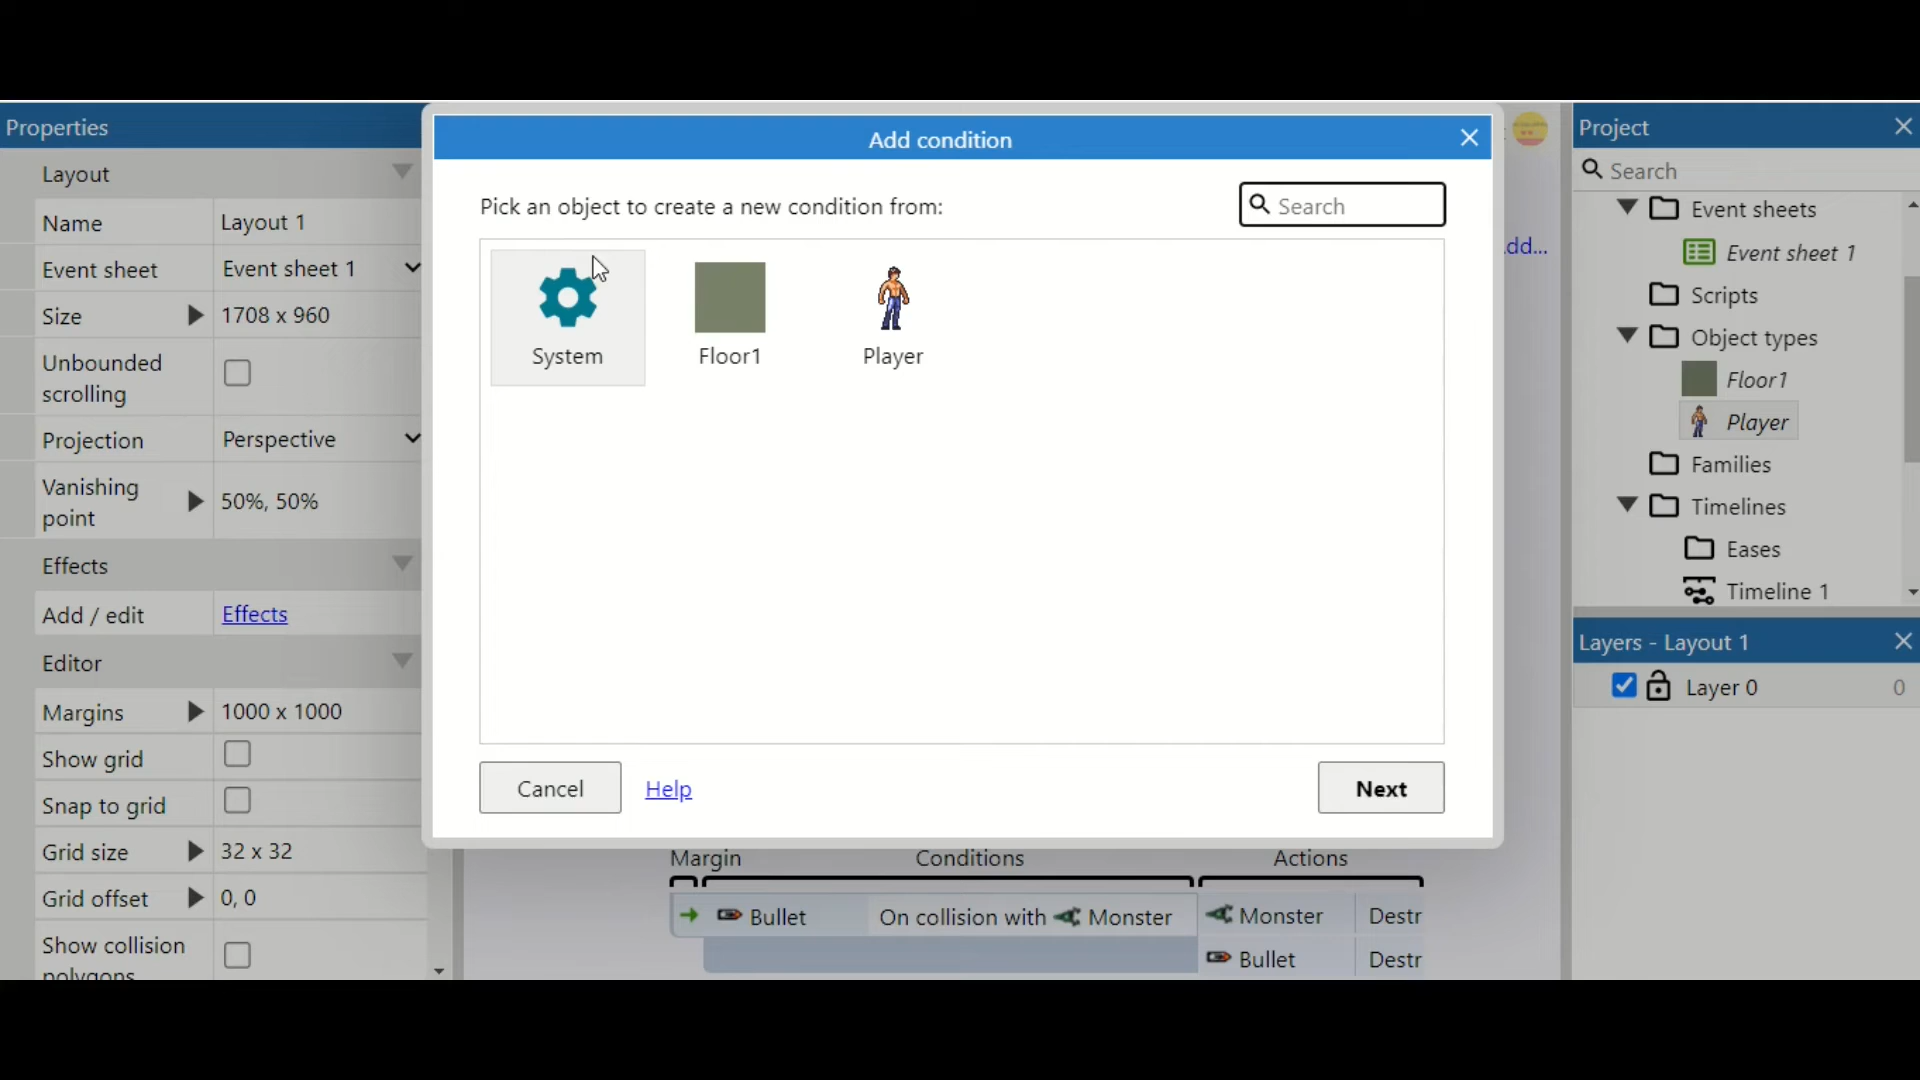 Properties
Layout
Name Layout 1
Event sheet Event sheet 1
Size 1708 x 960
Unbounded
scrolling
Projection Perspective
Vanishing
point 50%, 50%
Effects
Add / edit Effects
Editor
Margins 1000 x 1000
Show grid
Snap to grid
Grid size 32 x 32
Grid offset 0, 0
Show collision
polygons
Add condition
Pick an object to create a new condition from:
Search
System Floor1 Player
Cancel Help Next
Margin Conditions Actions
Bullet On collision with Monster Monster Destr
Bullet Destr
dd...
Project
Search
Event sheets
Event sheet 1
Scripts
Object types
Floor1
Player
Families
Timelines
Eases
Timeline 1
Layers - Layout 1
Layer 0 0